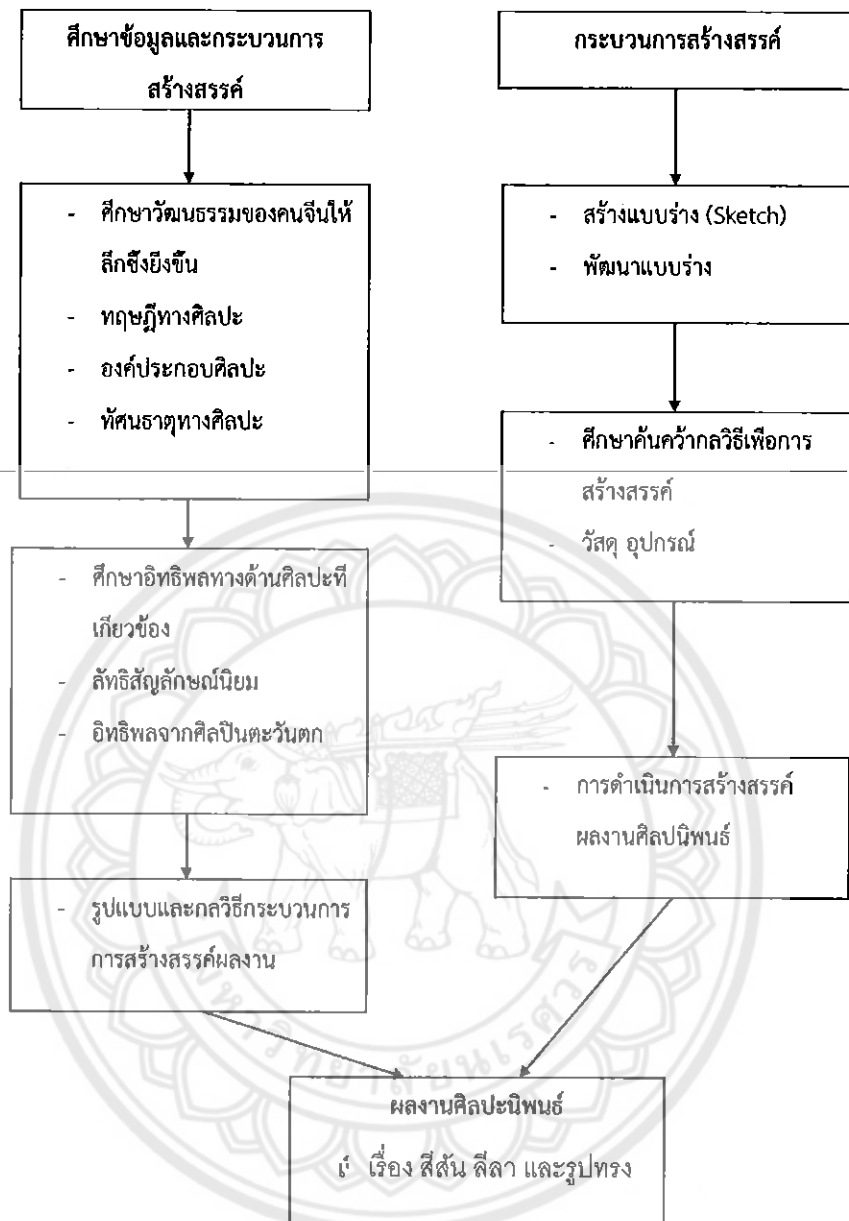 ศึกษาข้อมูลและกระบวนการ
สร้างสรรค์
- ศึกษาวัฒนธรรมของคนจีนให้
ลึกซึ้งยิ่งขึ้น
- ทฤษฎีทางศิลปะ
- องค์ประกอบศิลปะ
- ทัศนธาตุทางศิลปะ
- ศึกษาอิทธิพลทางด้านศิลปะที่
เกี่ยวข้อง
- ลัทธิสัญลักษณ์นิยม
- อิทธิพลจากศิลปินตะวันตก
- รูปแบบและกลวิธีกระบวนการ
การสร้างสรรค์ผลงาน
กระบวนการสร้างสรรค์
- สร้างแบบร่าง (Sketch)
- พัฒนาแบบร่าง
- ศึกษาค้นคว้ากลวิธีเพื่อการ
สร้างสรรค์
- วัสดุ อุปกรณ์
- การดำเนินการสร้างสรรค์
ผลงานศิลปนิพนธ์
ผลงานศิลปะนิพนธ์
เรื่อง สีสัน ลีลา และรูปทรง
มหาวิทยาลัยนเรศวร